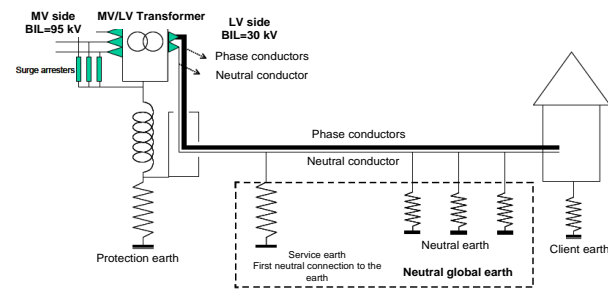 MV side
BIL=95 kV
MV/LV Transformer
LV side
BIL=30 kV
Phase conductors
Neutral conductor
Surge arresters
Phase conductors
Neutral conductor
Protection earth
Service earth
First neutral connection to the
earth
Neutral earth
Neutral global earth
Client earth